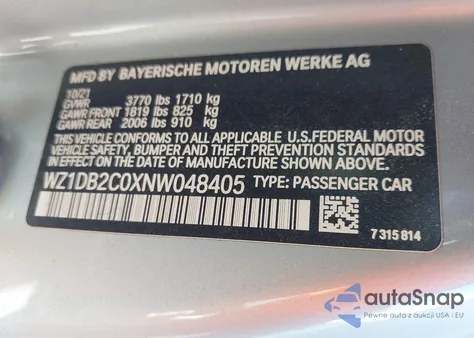 MFD BY BAYERISCHE MOTOREN WERKE AG
10/21
GVWR 3770 lbs 1710 kg
GAWR FRONT 1819 lbs 825 kg
GAWR REAR 2006 lbs 910 kg
THIS VEHICLE CONFORMS TO ALL APPLICABLE U.S.FEDERAL MOTOR
VEHICLE SAFETY, BUMPER AND THEFT PREVENTION STANDARDS
IN EFFECT ON THE DATE OF MANUFACTURE SHOWN ABOVE.
WZ1DB2C0XNW048405 TYPE: PASSENGER CAR
7315814
autoSnap
Pewne auta z aukcji USA i EU